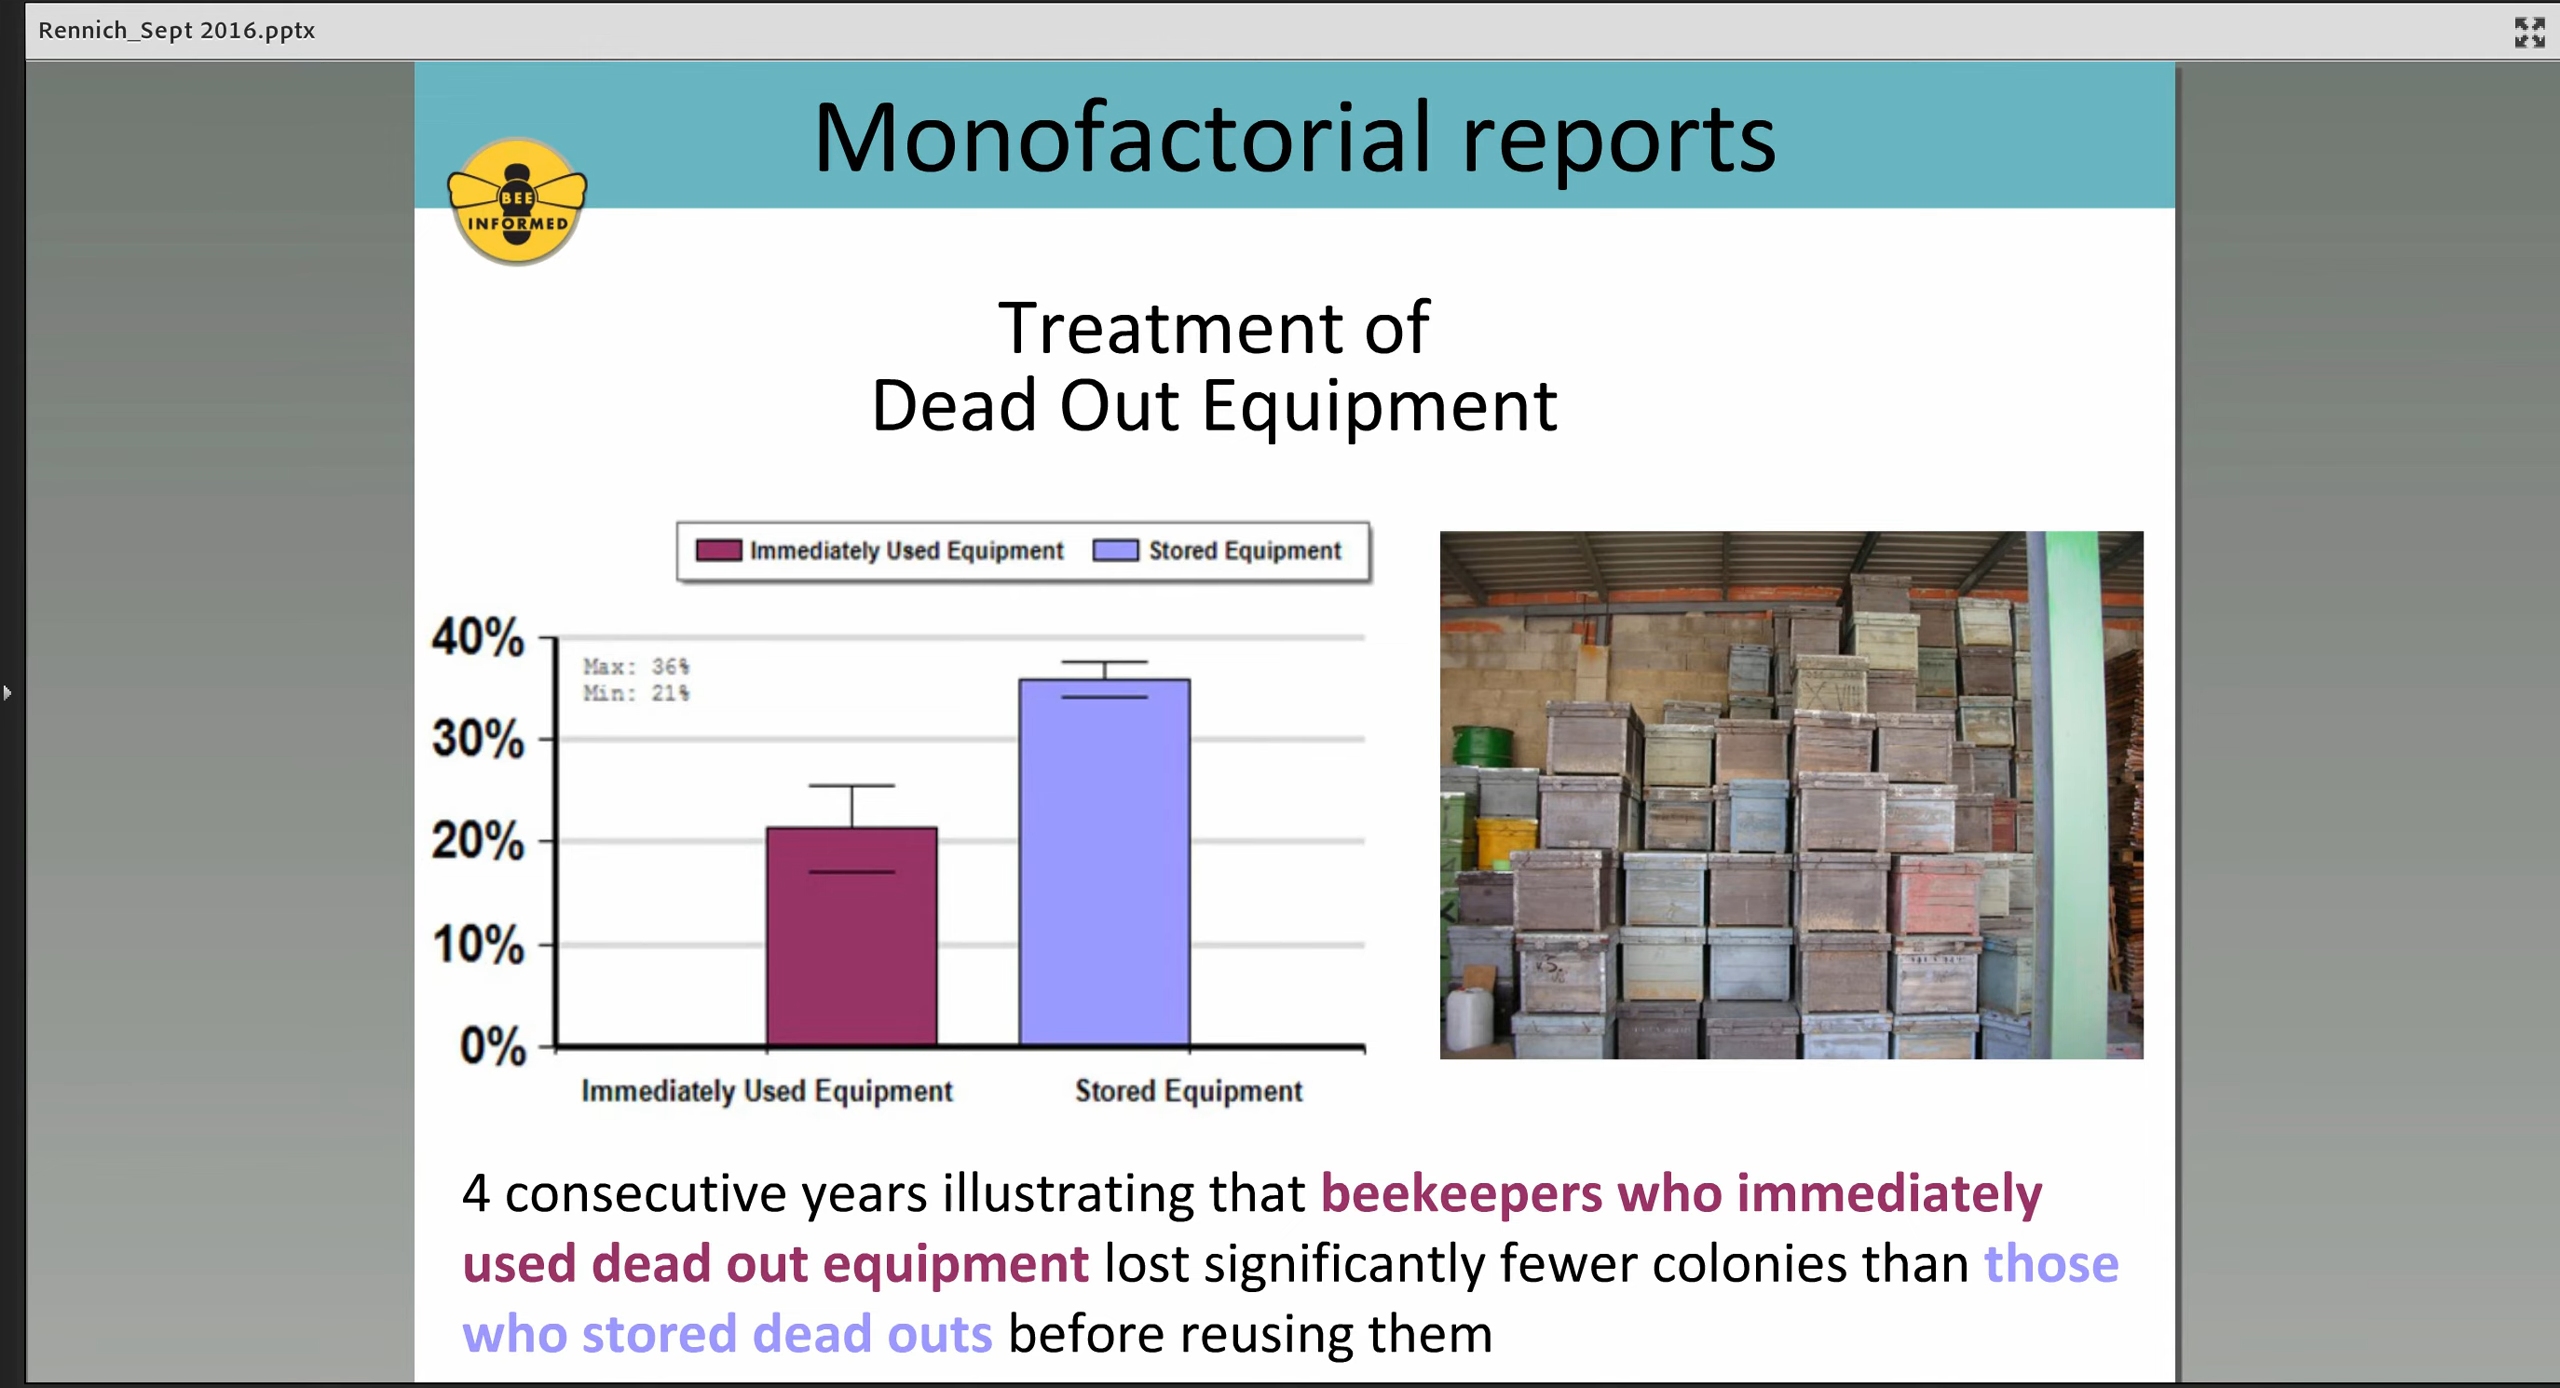 Rennich_Sept 2016.pptx
Monofactorial reports
BEE
INFORMED
Treatment of
Dead Out Equipment
Immediately Used Equipment Stored Equipment
40%
Max: 36%
Min: 21%
30%
20%
10%
0%
Immediately Used Equipment Stored Equipment
4 consecutive years illustrating that beekeepers who immediately
used dead out equipment lost significantly fewer colonies than those
who stored dead outs before reusing them